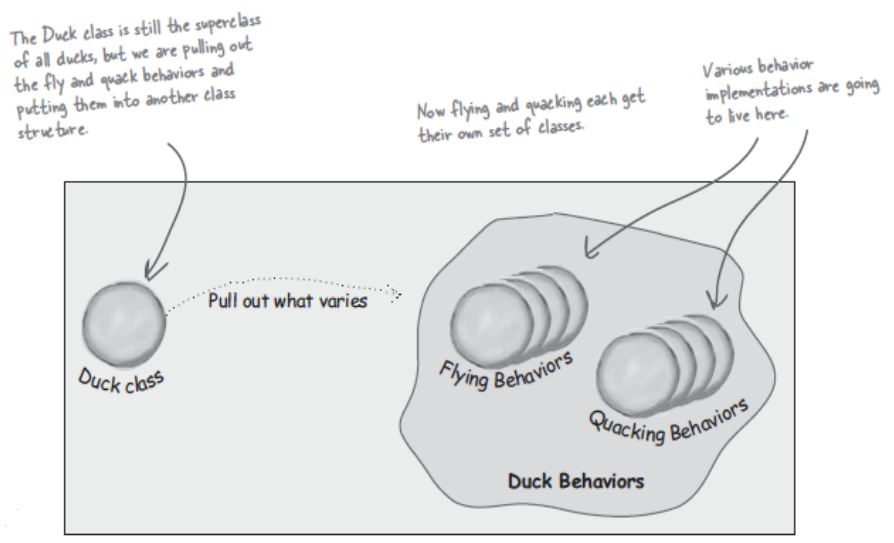 The Duck class is still the superclass
of all ducks, but we are pulling out
the fly and quack behaviors and
putting them into another class
structure.
Now flying and quacking each get
their own set of classes.
Various behavior
implementations are going
to live here.
Pull out what varies
Duck class
Flying Behaviors
Quacking Behaviors
Duck Behaviors